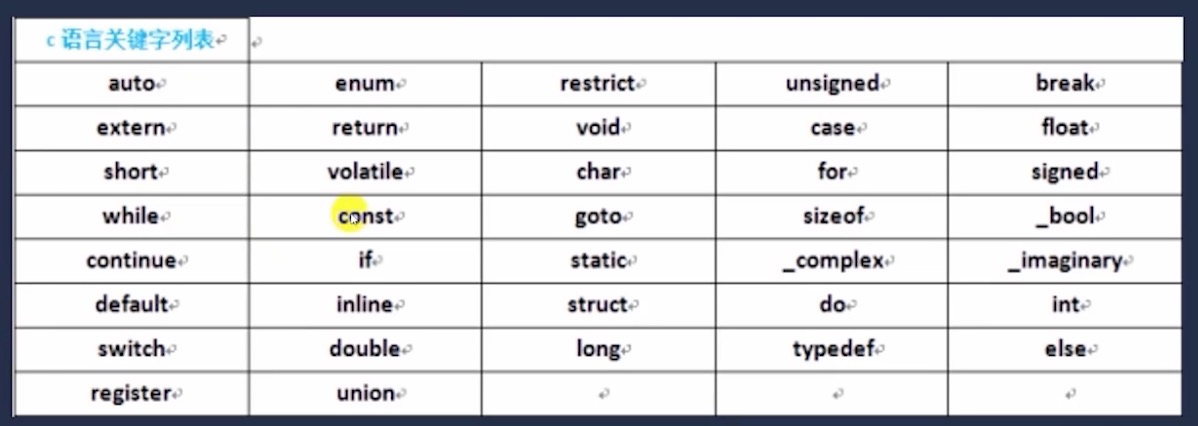 c 语言关键字列表
auto enum restrict unsigned break
extern return void case float
short volatile char for signed
while const goto sizeof _bool
continue if static _complex _imaginary
default inline struct do int
switch double long typedef else
register union